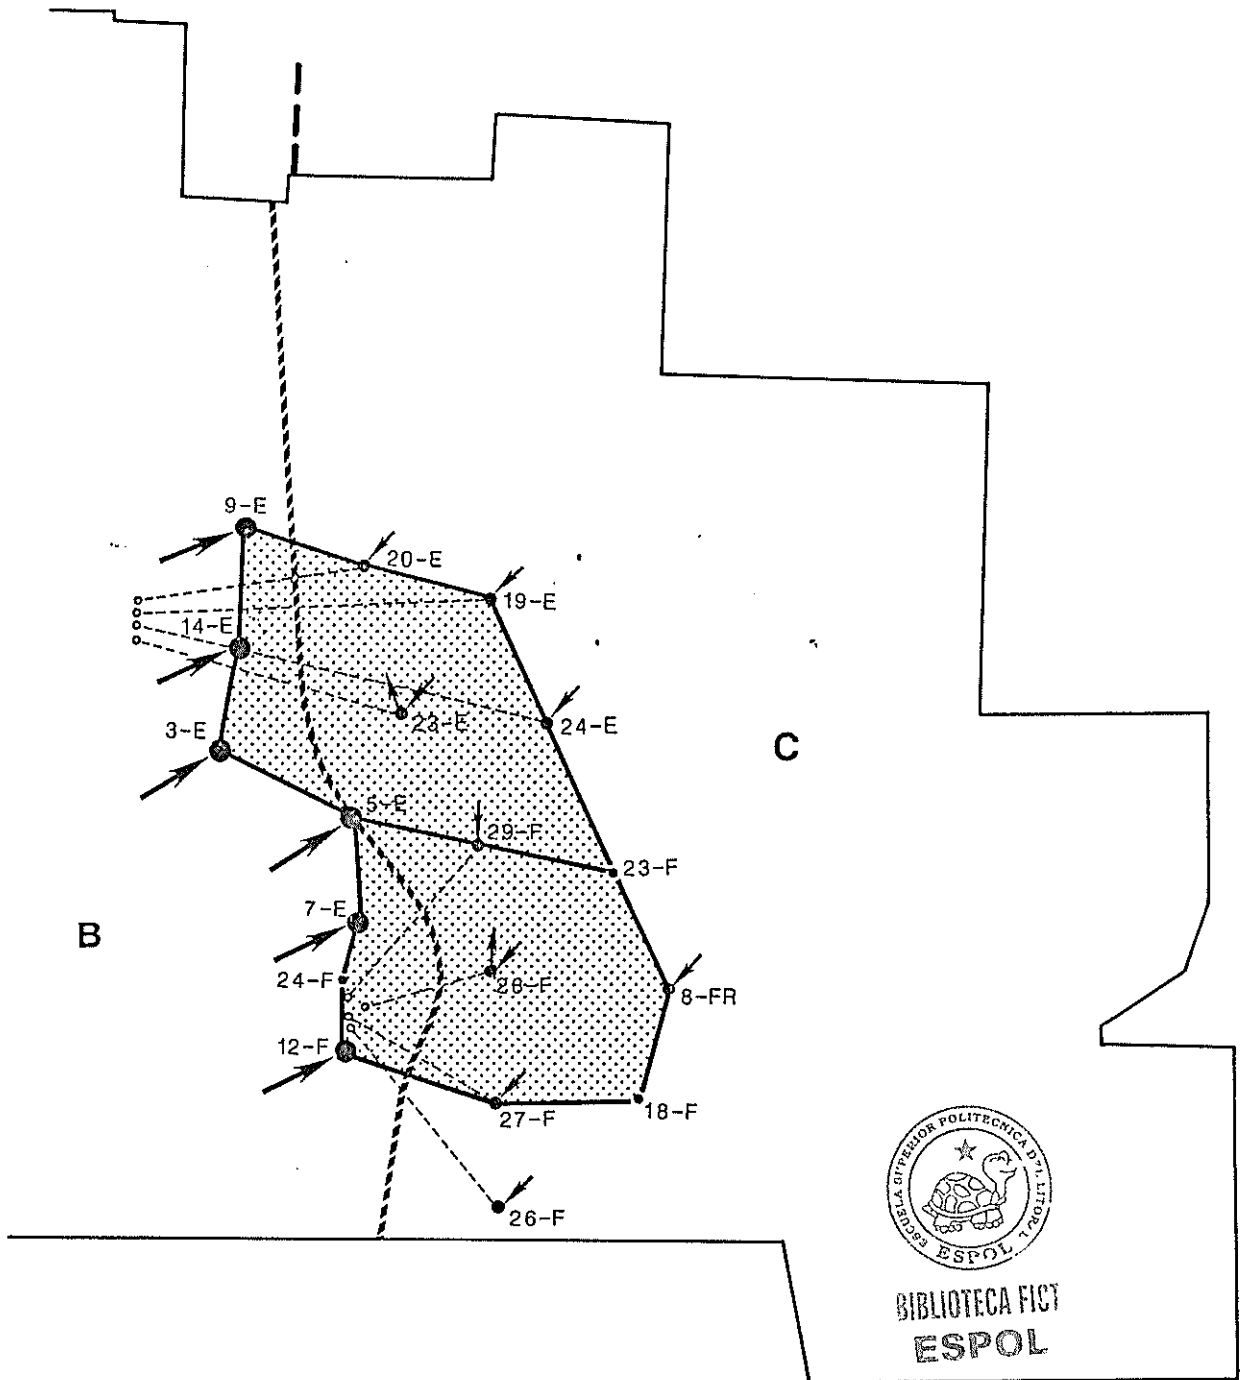 9-E
20-E
19-E
14-E
23-E
24-E
3-E
C
5-E
29-F
23-F
7-E
B
24-F
28-F
8-FR
12-F
27-F
18-F
26-F
ESCUELA SUPERIOR POLITECNICA DEL LITORAL
ESPOL
BIBLIOTECA FICT
ESPOL